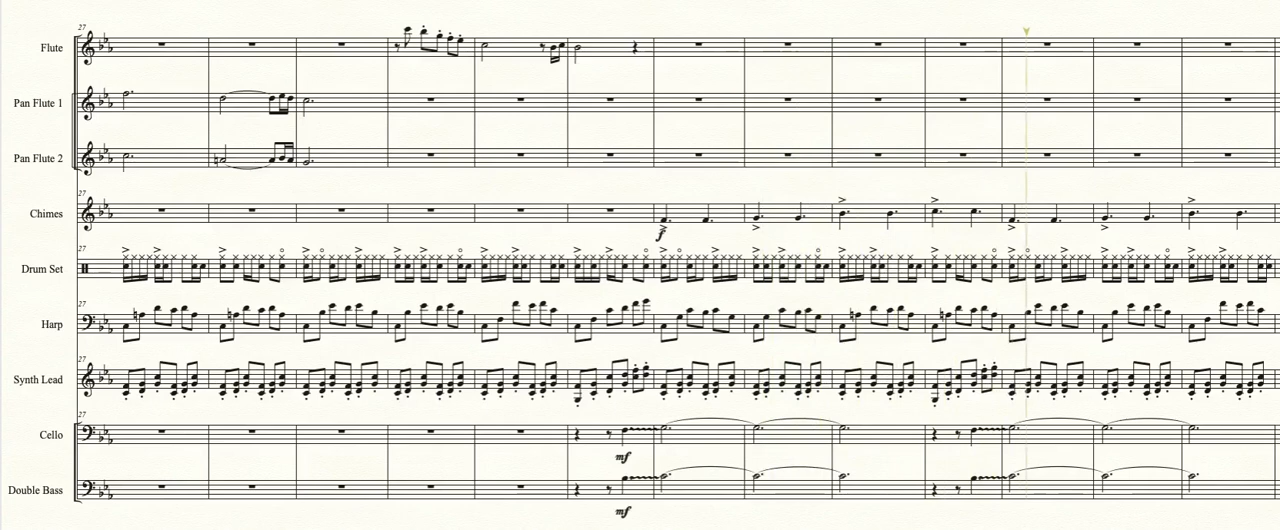 27
Flute
Pan Flute 1
Pan Flute 2
27
Chimes
f
27
Drum Set
27
Harp
27
Synth Lead
27
Cello
mf
Double Bass
mf